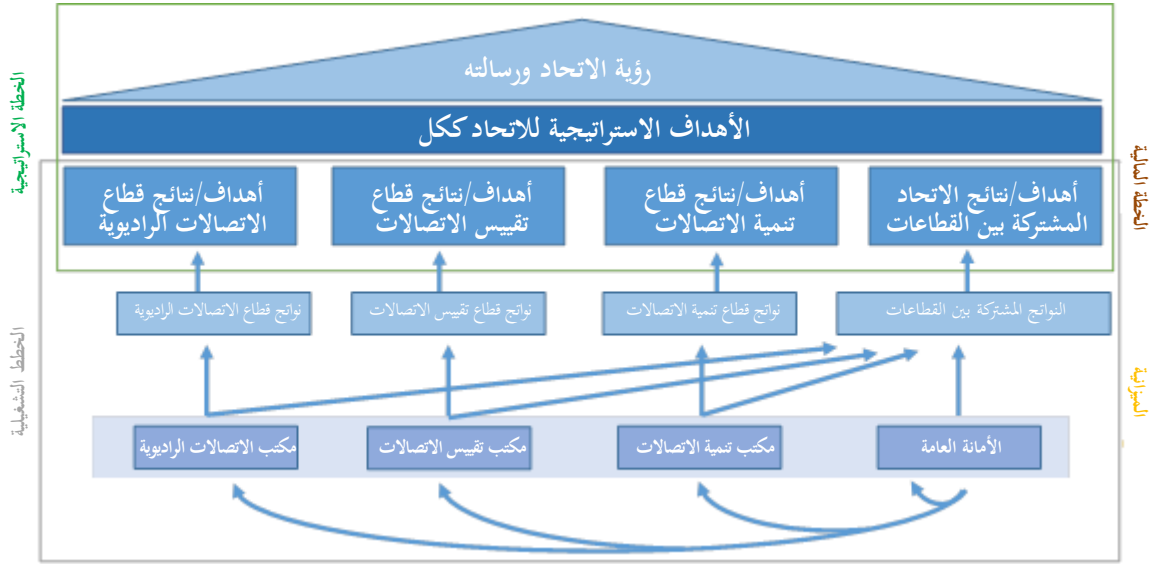 رؤية الاتحاد ورسالته
الأهداف الاستراتيجية للاتحاد ككل
الخطة الاستراتيجية
الخطة المالية
أهداف/نتائج الاتحاد
المشتركة بين القطاعات
أهداف/نتائج قطاع
تنمية الاتصالات
أهداف/نتائج قطاع
تقييس الاتصالات
أهداف/نتائج قطاع
الاتصالات الراديوية
النواتج المشتركة بين القطاعات
نواتج قطاع تنمية الاتصالات
نواتج قطاع تقييس الاتصالات
نواتج قطاع الاتصالات الراديوية
الميزانية
الخطط التشغيلية
الأمانة العامة
مكتب تنمية الاتصالات
مكتب تقييس الاتصالات
مكتب الاتصالات الراديوية